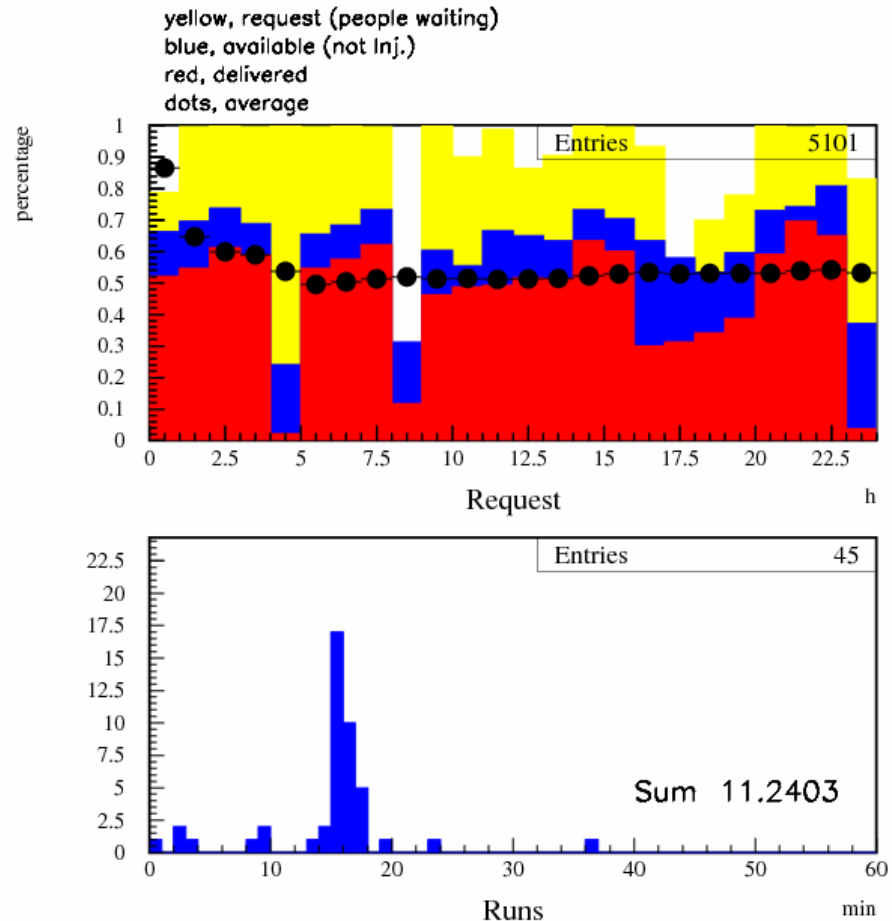 yellow, request (people waiting)
blue, available (not Inj.)
red, delivered
dots, average
percentage
Entries 5101
1
0.9
0.8
0.7
0.6
0.5
0.4
0.3
0.2
0.1
0
0 2.5 5 7.5 10 12.5 15 17.5 20 22.5
Request h
Entries 45
22.5
20
17.5
15
12.5
10
7.5
5
2.5
0
Sum 11.2403
0 10 20 30 40 50 60
Runs min